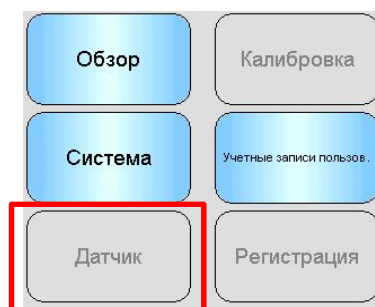 Обзор
Калибровка
Система
Учетные записи пользов.
Датчик
Регистрация